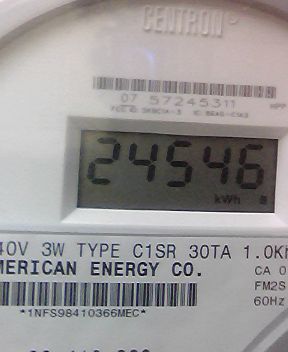 CENTRON
07 57245311
24546
kWh
40V 3W TYPE C1SR 30TA 1.0K
MERICAN ENERGY CO.
CA 0
FM2S
60Hz
*1NFS98410366MEC*